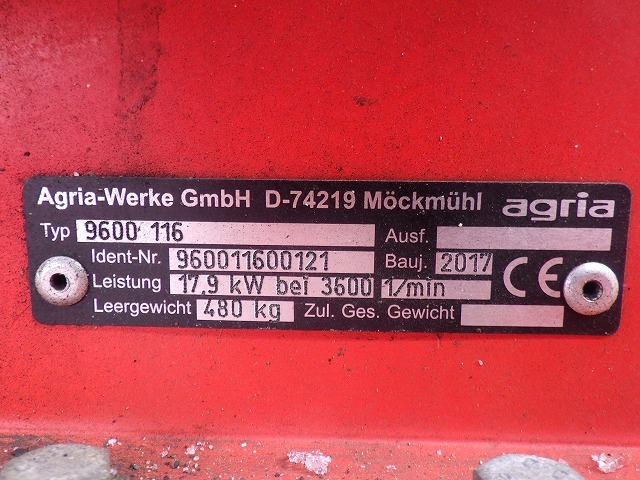 Agria-Werke GmbH D-74219 Möckmühl agria
Typ 9600 116 Ausf.
Ident-Nr. 960011600121 Bauj. 2017
Leistung 17,9 kW bei 3600 1/min CE
Leergewicht 480 kg Zul. Ges. Gewicht